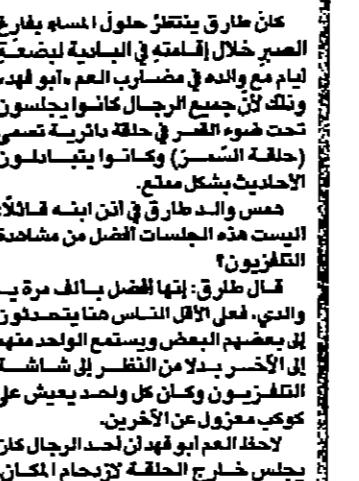 كان طارق ينتظر حلول المساء بفارغ
الصبر خلال إقامته في البادية لبضعة
أيام مع والده في مضارب العم «أبو فهد»
وذلك لأن جميع الرجال كانوا يجلسون
تحت ضوء القمر في حلقة دائرية تسمى
(حلقة السّمر) وكانوا يتبادلون
الأحاديث بشكل ممتع.
همس والد طارق في أذن ابنه قائلًا:
أليست هذه الجلسات أفضل من مشاهدة
التلفزيون؟
قال طارق: إنها أفضل بألف مرة يا
والدي. فعلى الأقل الناس هنا يتحدثون
إلى بعضهم البعض ويستمع الواحد منهم
إلى الآخر بدلا من النظر إلى شاشة
التلفزيون وكأن كل واحد يعيش على
كوكب معزول عن الآخرين.
لاحظ العم أبو فهد أن أحد الرجال كان
يجلس خارج الحلقة لازدحام المكان.